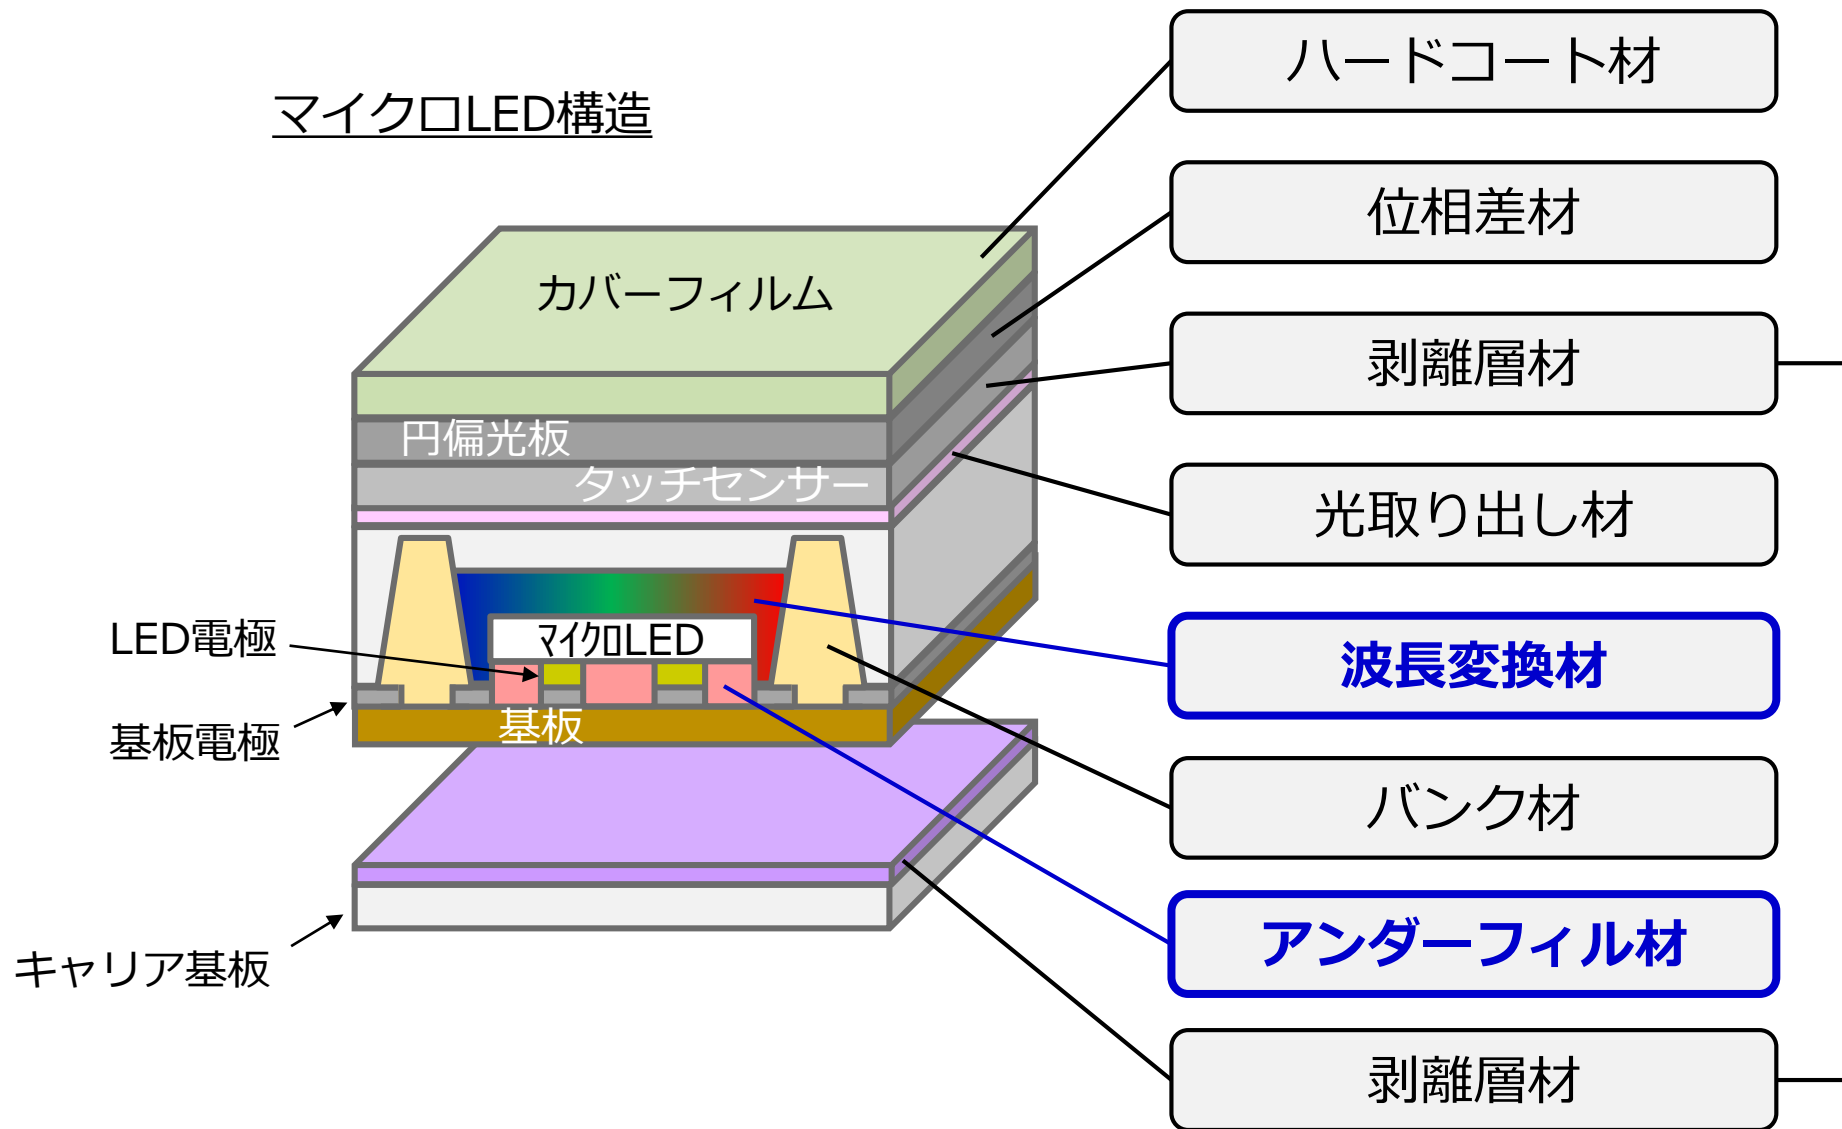 マイクロLED構造
ハードコート材
位相差材
剥離層材
光取り出し材
波長変換材
バンク材
アンダーフィル材
剥離層材
カバーフィルム
円偏光板
タッチセンサー
ﾏｲｸﾛLED
LED電極
基板電極
基板
キャリア基板